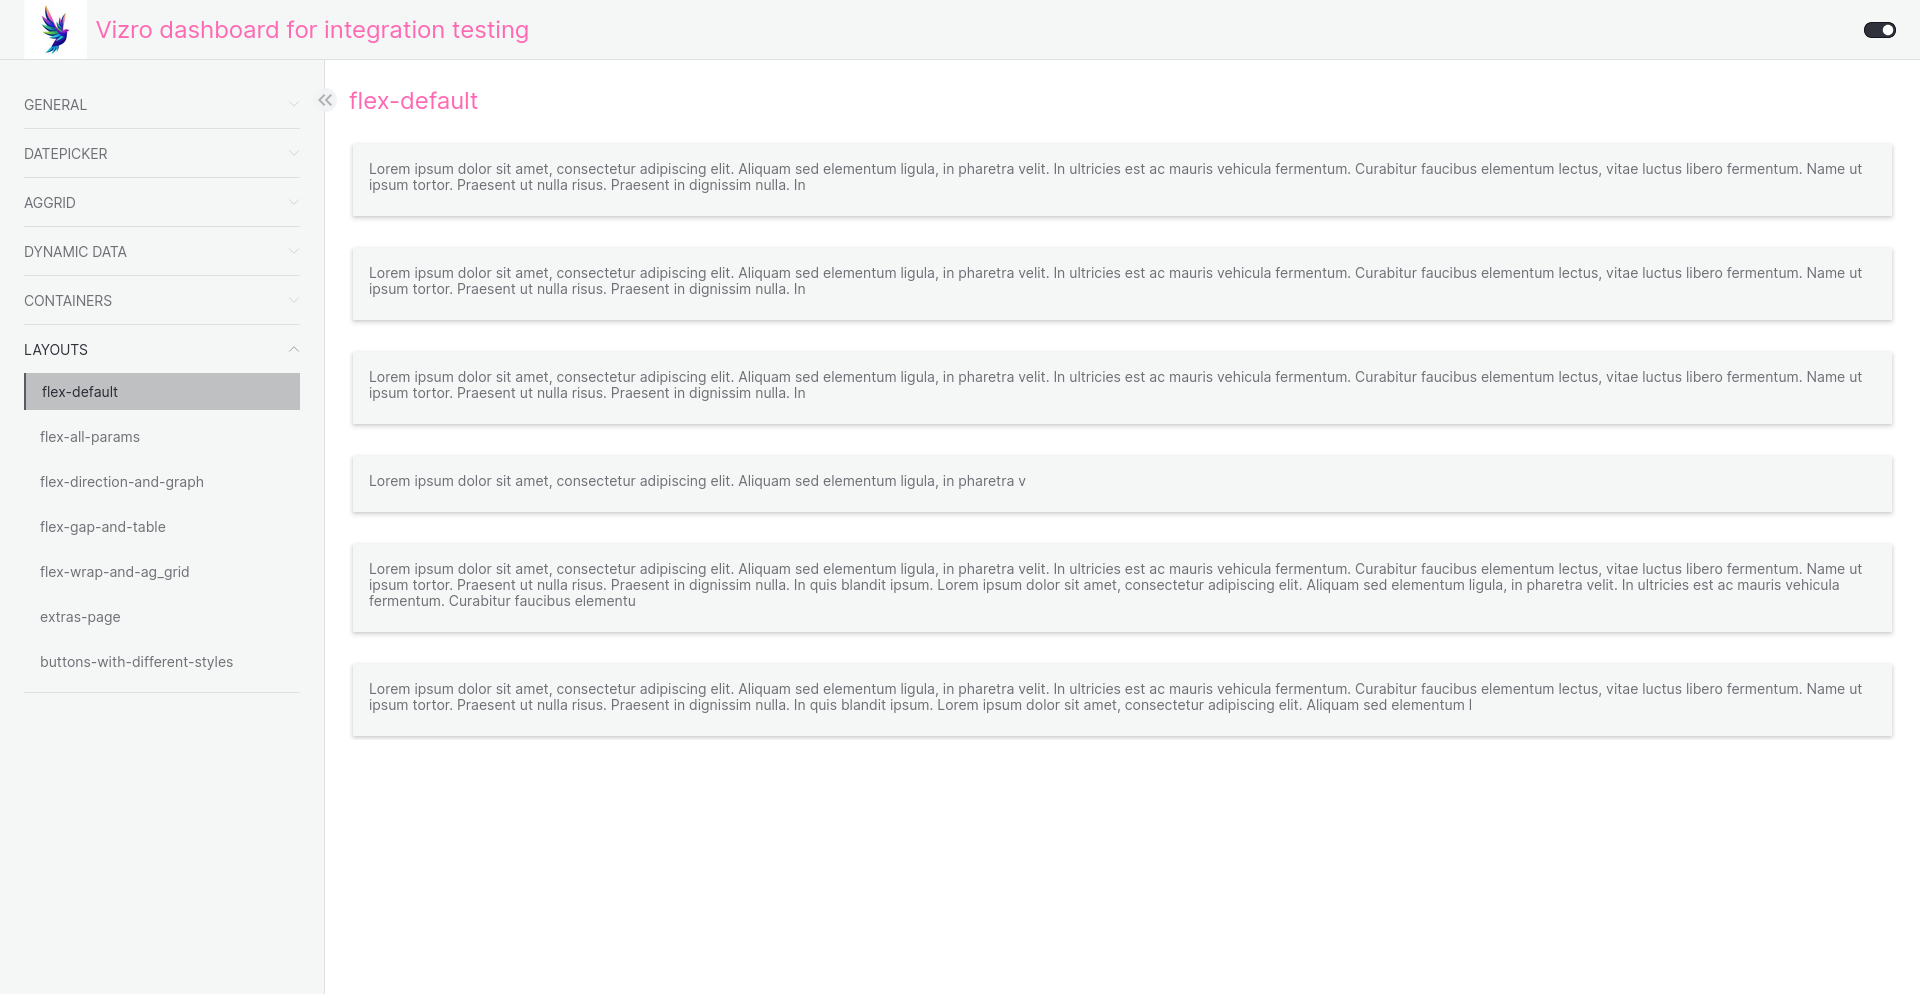 Vizro dashboard for integration testing
GENERAL
DATEPICKER
AGGRID
DYNAMIC DATA
CONTAINERS
LAYOUTS
flex-default
flex-all-params
flex-direction-and-graph
flex-gap-and-table
flex-wrap-and-ag_grid
extras-page
buttons-with-different-styles
flex-default
Lorem ipsum dolor sit amet, consectetur adipiscing elit. Aliquam sed elementum ligula, in pharetra velit. In ultricies est ac mauris vehicula fermentum. Curabitur faucibus elementum lectus, vitae luctus libero fermentum. Name ut
ipsum tortor. Praesent ut nulla risus. Praesent in dignissim nulla. In
Lorem ipsum dolor sit amet, consectetur adipiscing elit. Aliquam sed elementum ligula, in pharetra velit. In ultricies est ac mauris vehicula fermentum. Curabitur faucibus elementum lectus, vitae luctus libero fermentum. Name ut
ipsum tortor. Praesent ut nulla risus. Praesent in dignissim nulla. In
Lorem ipsum dolor sit amet, consectetur adipiscing elit. Aliquam sed elementum ligula, in pharetra velit. In ultricies est ac mauris vehicula fermentum. Curabitur faucibus elementum lectus, vitae luctus libero fermentum. Name ut
ipsum tortor. Praesent ut nulla risus. Praesent in dignissim nulla. In
Lorem ipsum dolor sit amet, consectetur adipiscing elit. Aliquam sed elementum ligula, in pharetra v
Lorem ipsum dolor sit amet, consectetur adipiscing elit. Aliquam sed elementum ligula, in pharetra velit. In ultricies est ac mauris vehicula fermentum. Curabitur faucibus elementum lectus, vitae luctus libero fermentum. Name ut
ipsum tortor. Praesent ut nulla risus. Praesent in dignissim nulla. In quis blandit ipsum. Lorem ipsum dolor sit amet, consectetur adipiscing elit. Aliquam sed elementum ligula, in pharetra velit. In ultricies est ac mauris vehicula
fermentum. Curabitur faucibus elementu
Lorem ipsum dolor sit amet, consectetur adipiscing elit. Aliquam sed elementum ligula, in pharetra velit. In ultricies est ac mauris vehicula fermentum. Curabitur faucibus elementum lectus, vitae luctus libero fermentum. Name ut
ipsum tortor. Praesent ut nulla risus. Praesent in dignissim nulla. In quis blandit ipsum. Lorem ipsum dolor sit amet, consectetur adipiscing elit. Aliquam sed elementum l